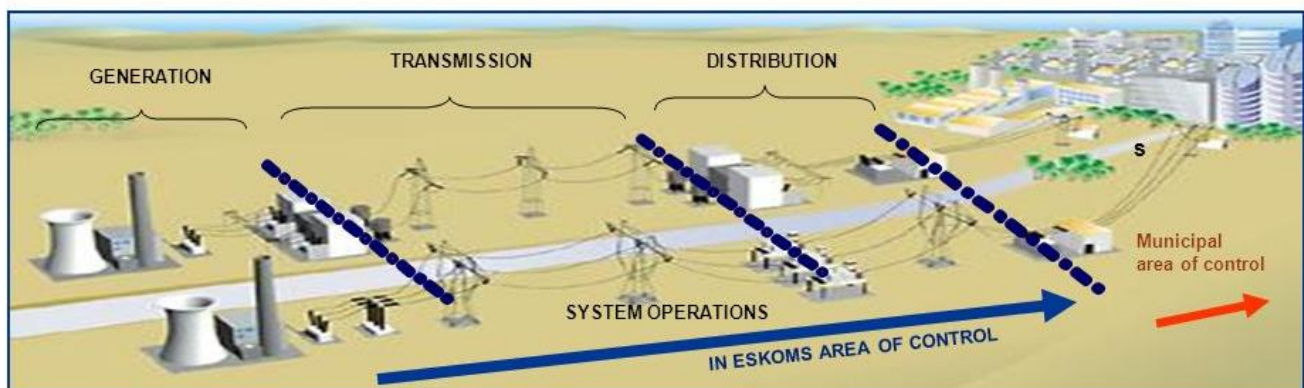 GENERATION
TRANSMISSION
DISTRIBUTION
S
Municipal
area of control
SYSTEM OPERATIONS
IN ESKOMS AREA OF CONTROL